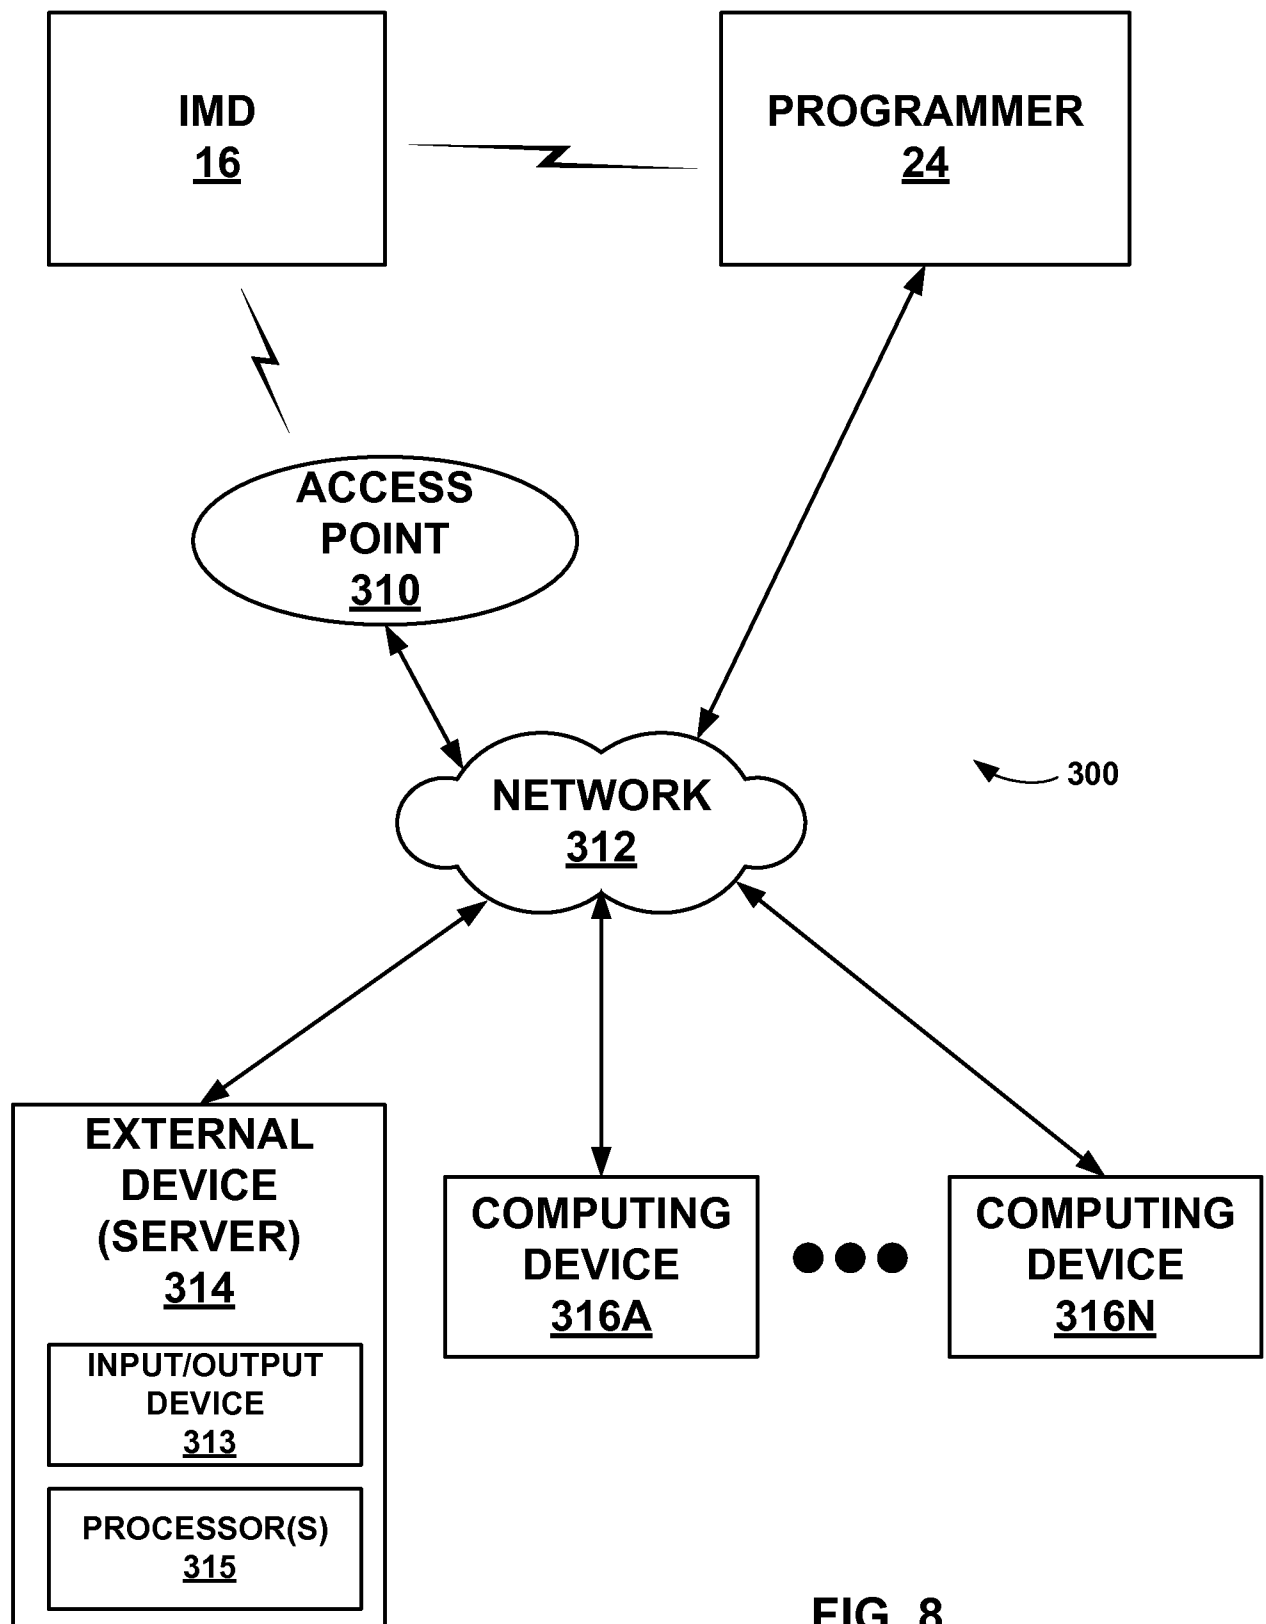 IMD
16
PROGRAMMER
24
ACCESS
POINT
310
NETWORK
312
300
EXTERNAL
DEVICE
(SERVER)
314
INPUT/OUTPUT
DEVICE
313
PROCESSOR(S)
315
COMPUTING
DEVICE
316A
COMPUTING
DEVICE
316N
FIG. 8